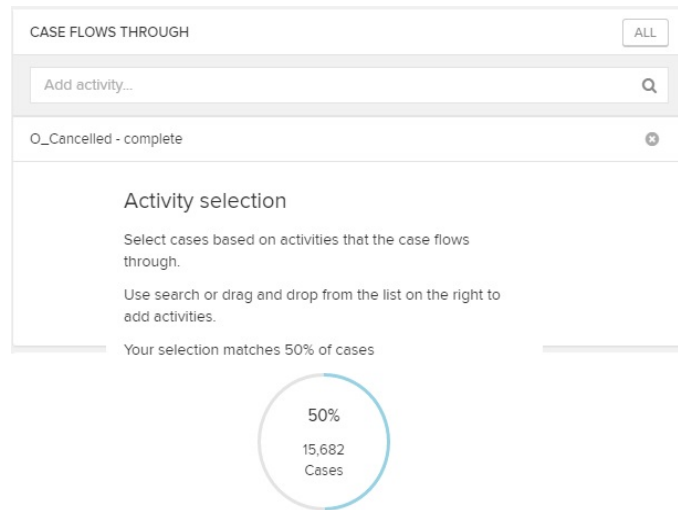 CASE FLOWS THROUGH
ALL
Add activity...
O_Cancelled - complete
Activity selection
Select cases based on activities that the case flows
through.
Use search or drag and drop from the list on the right to
add activities.
Your selection matches 50% of cases
50%
15,682
Cases